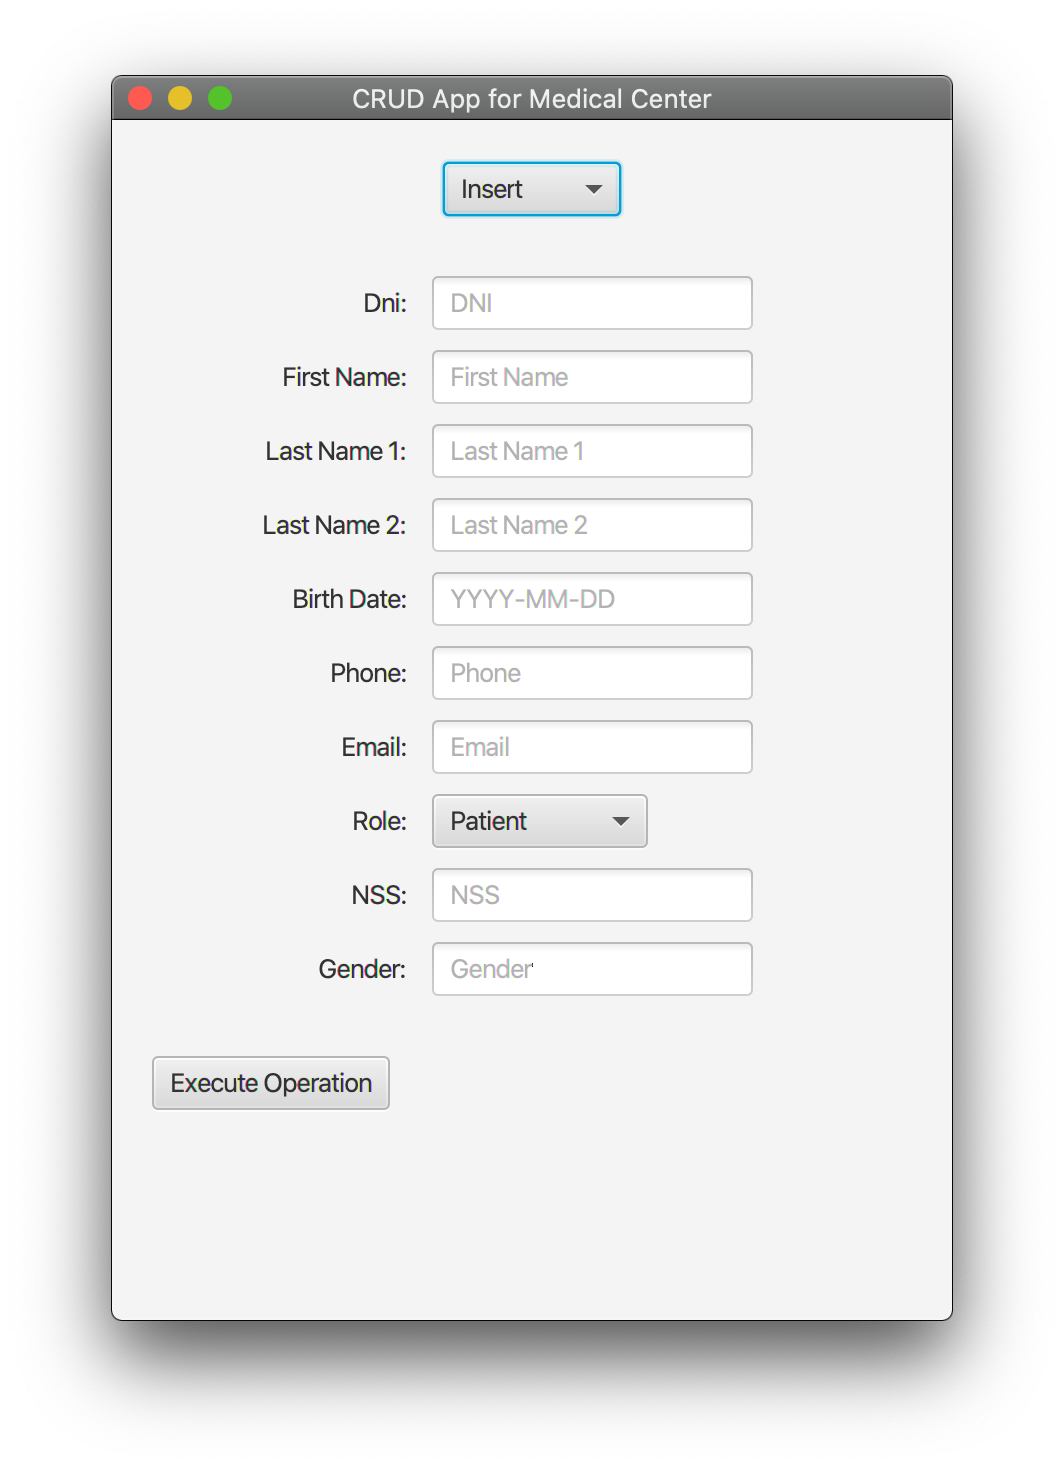 CRUD App for Medical Center
Insert
Dni: DNI
First Name: First Name
Last Name 1: Last Name 1
Last Name 2: Last Name 2
Birth Date: YYYY-MM-DD
Phone: Phone
Email: Email
Role: Patient
NSS: NSS
Gender: Gender
Execute Operation